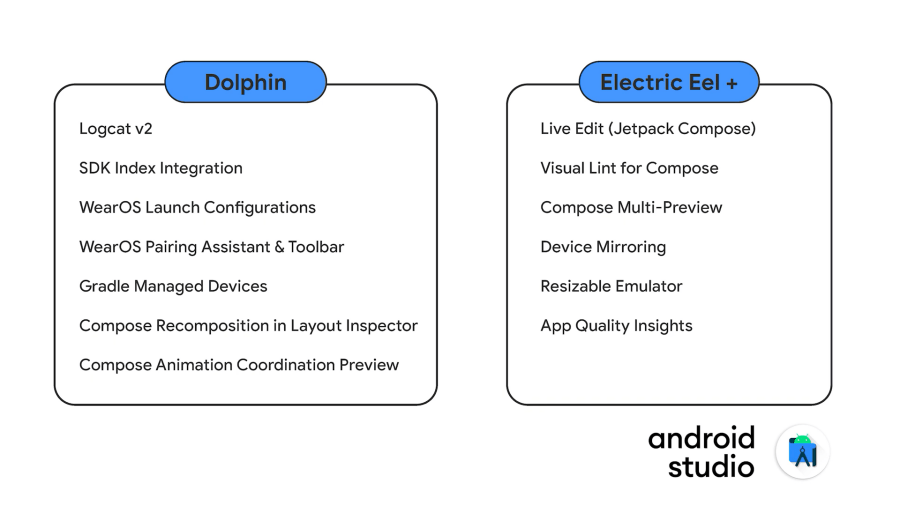 Dolphin
Logcat v2
SDK Index Integration
WearOS Launch Configurations
WearOS Pairing Assistant & Toolbar
Gradle Managed Devices
Compose Recomposition in Layout Inspector
Compose Animation Coordination Preview
Electric Eel +
Live Edit (Jetpack Compose)
Visual Lint for Compose
Compose Multi-Preview
Device Mirroring
Resizable Emulator
App Quality Insights
android
studio